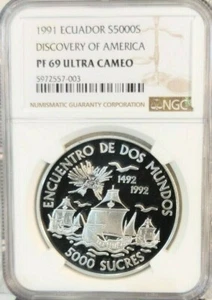 1991 ECUADOR S5000S
DISCOVERY OF AMERICA
PF 69 ULTRA CAMEO
5972557-003
NUMISMATIC GUARANTY CORPORATION
NGC
ENCUENTRO DE DOS MUNDOS
1492
1992
5000 SUCRES